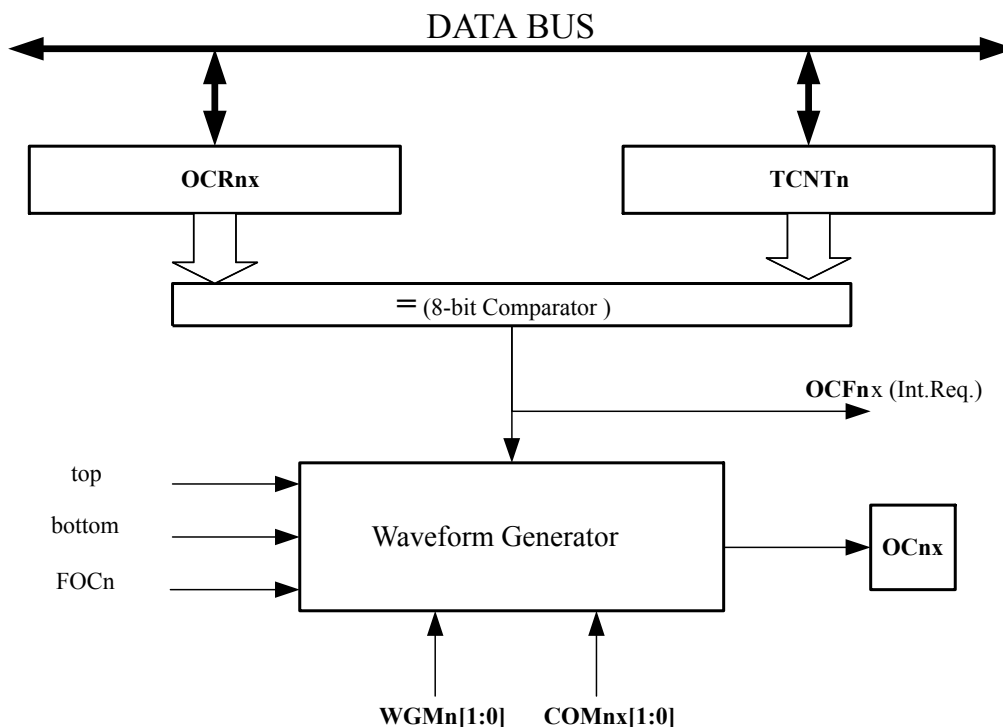 DATA BUS
OCRnx
TCNTn
= (8-bit Comparator )
OCFnx (Int.Req.)
top
bottom
FOCn
Waveform Generator
OCnx
WGMn[1:0]
COMnx[1:0]